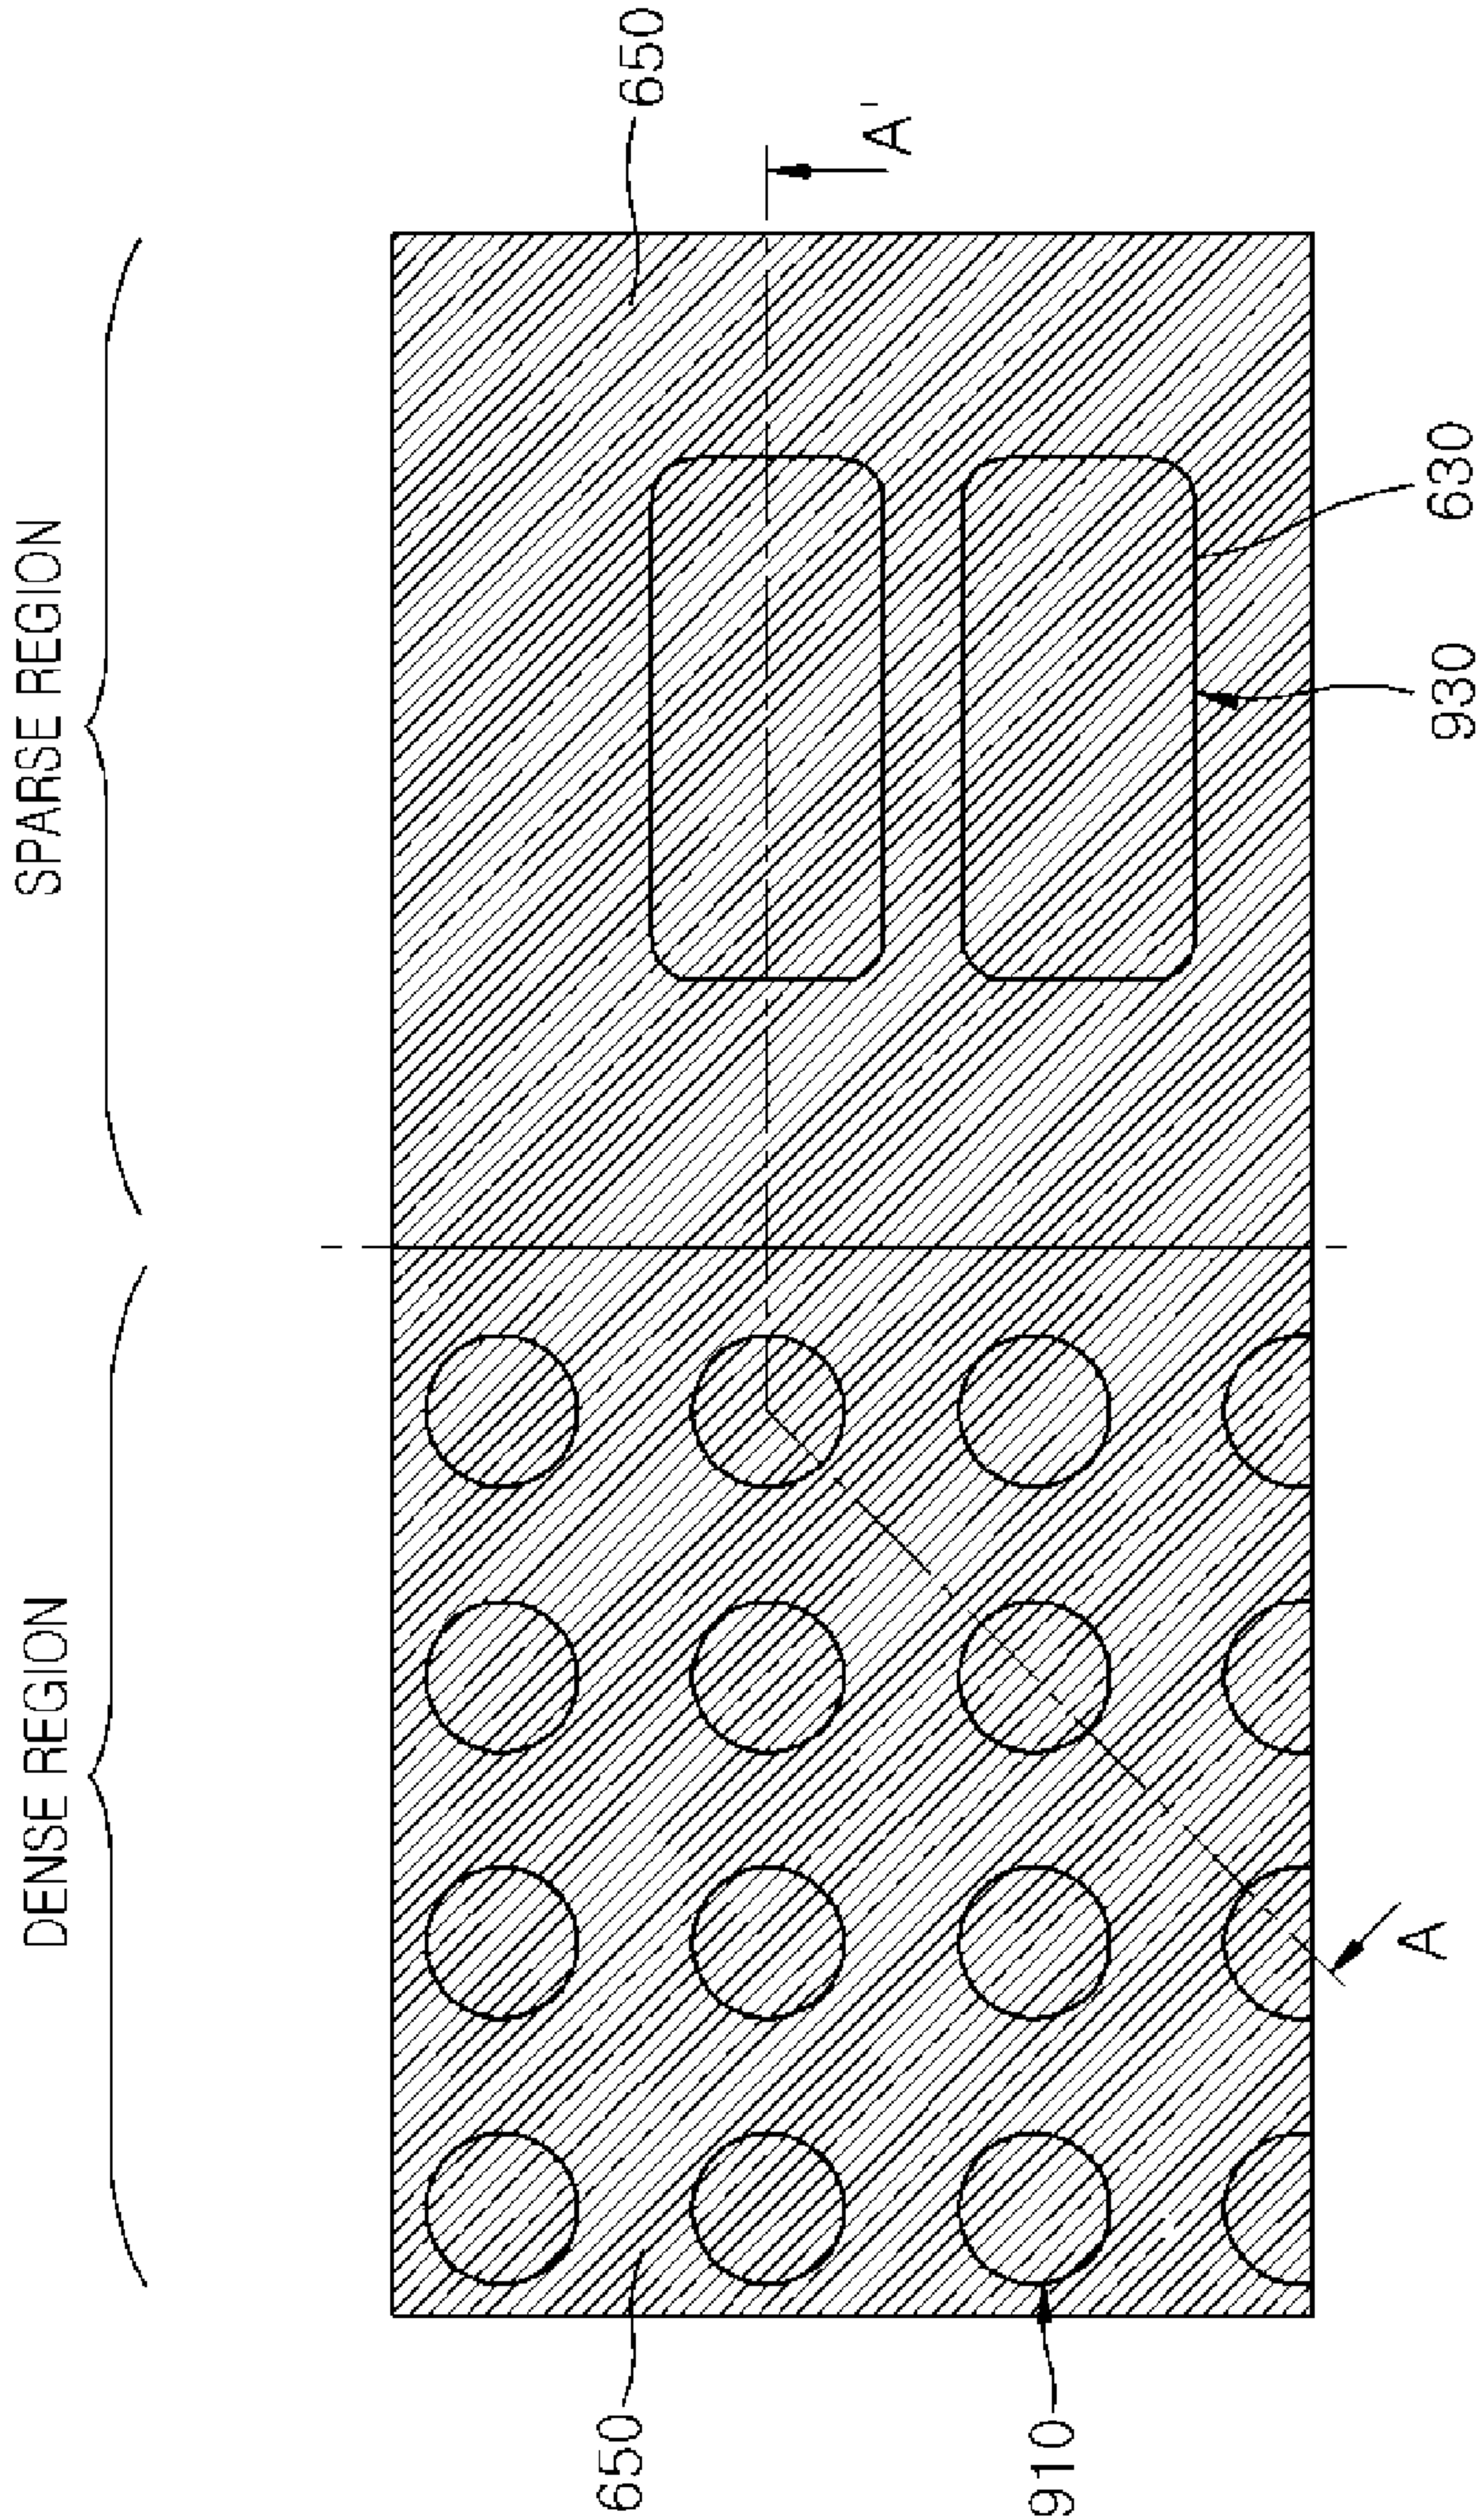 DENSE REGION
SPARSE REGION
650
650
A'
910
A
930
630